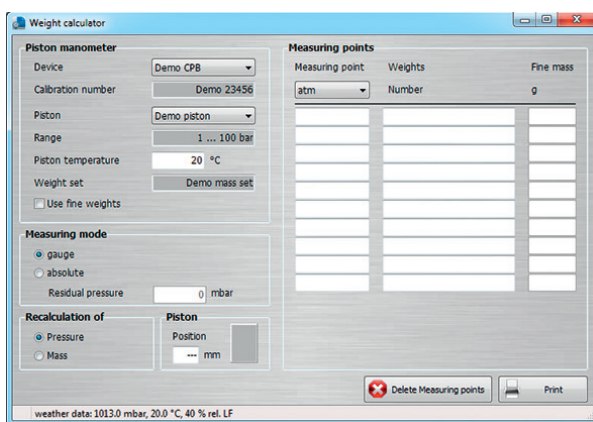 Weight calculator
Piston manometer
Device Demo CPB
Calibration number Demo 23456
Piston Demo piston
Range 1 ... 100 bar
Piston temperature 20 °C
Weight set Demo mass set
Use fine weights
Measuring mode
gauge
absolute
Residual pressure 0 mbar
Recalculation of
Pressure
Mass
Piston
Position
--- mm
Measuring points
Measuring point Weights Fine mass
atm Number g
Delete Measuring points Print
weather data: 1013.0 mbar, 20.0 °C, 40 % rel. LF